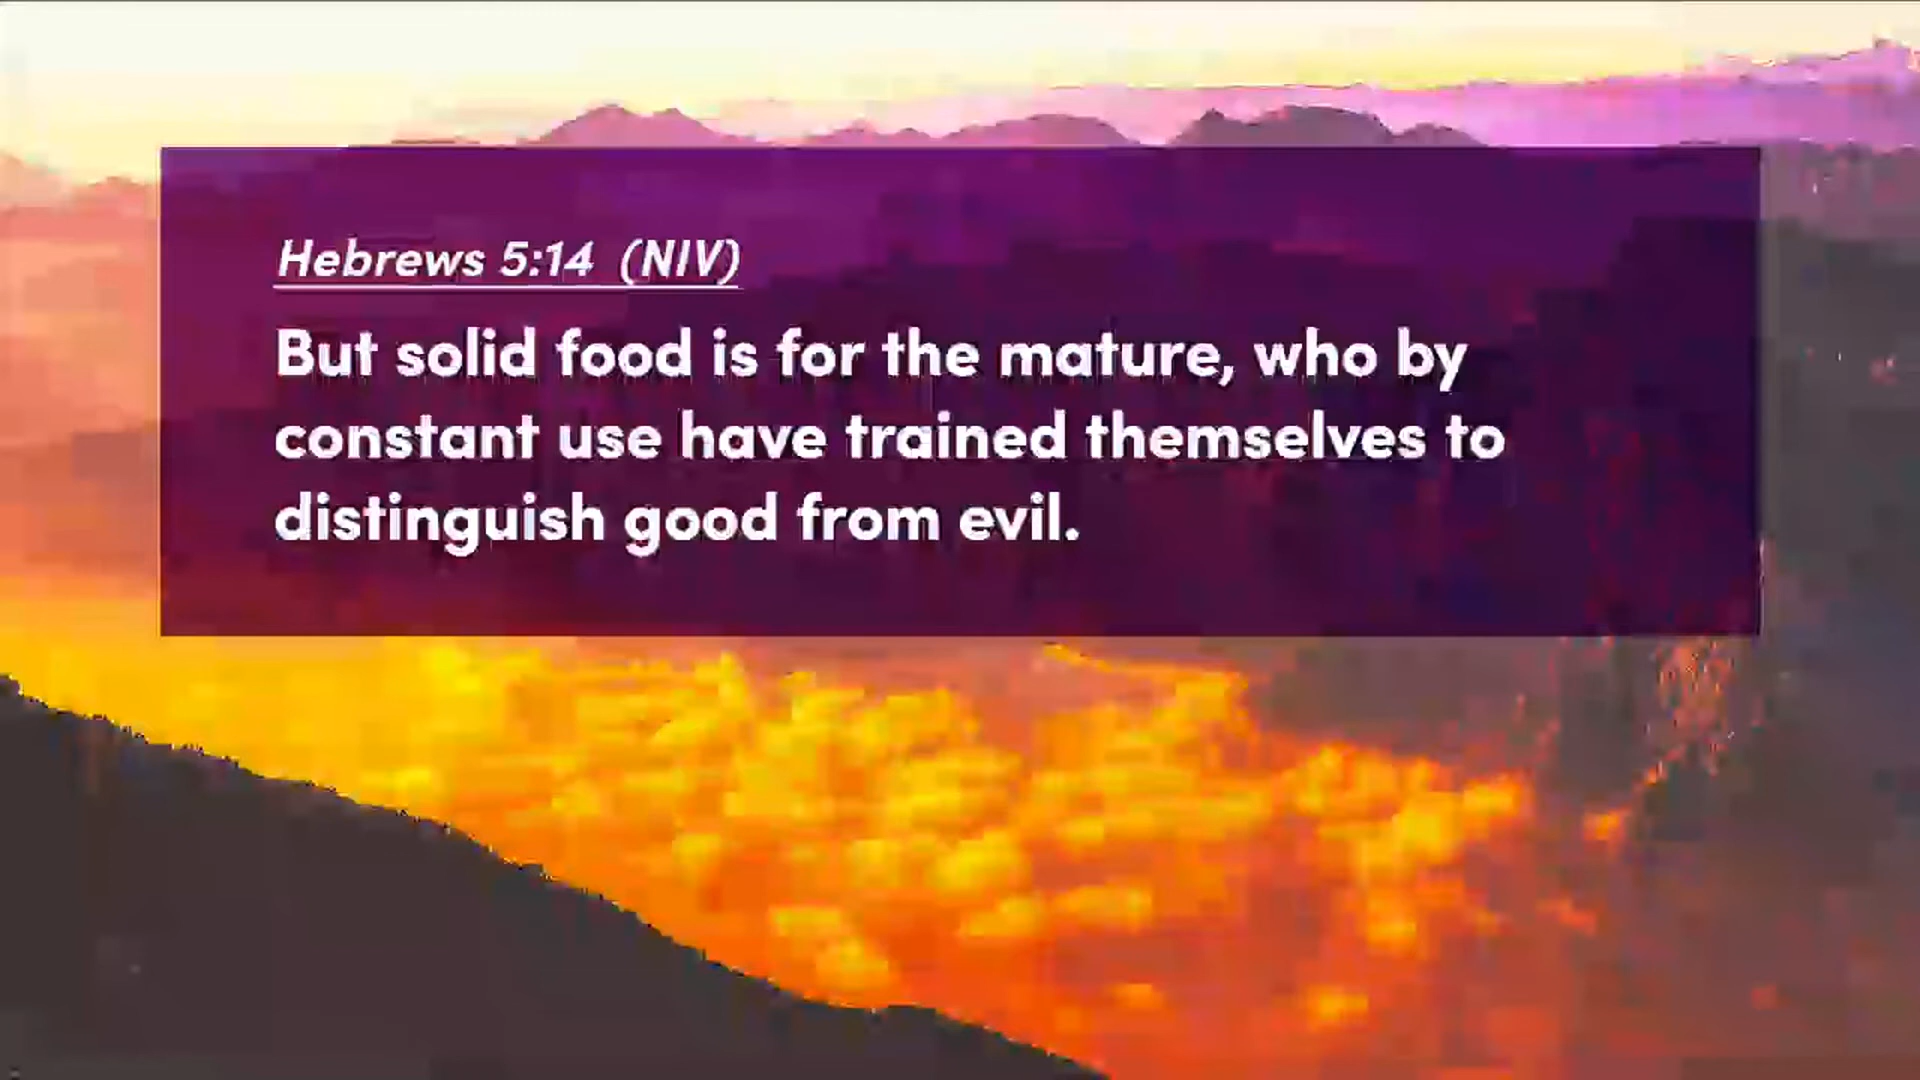 Hebrews 5:14 (NIV)
But solid food is for the mature, who by
constant use have trained themselves to
distinguish good from evil.